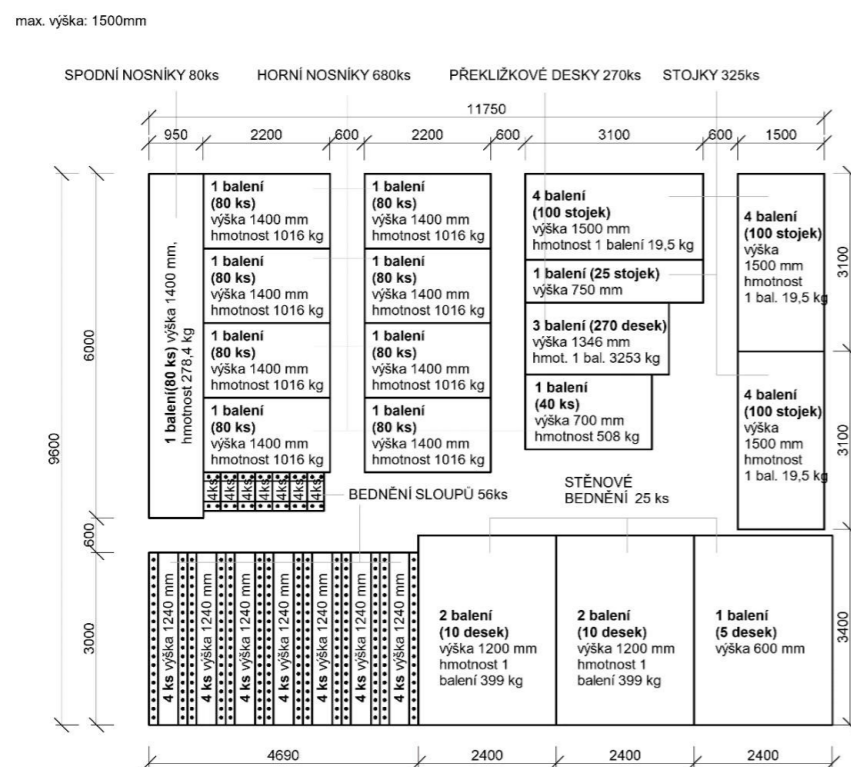 max. výška: 1500mm
SPODNÍ NOSNÍKY 80ks
HORNÍ NOSNÍKY 680ks
PŘEKLIŽKOVÉ DESKY 270ks
STOJKY 325ks
11750
950
2200
600
2200
600
3100
600
1500
9600
6000
600
3000
1 balení(80 ks) výška 1400 mm,
hmotnost 278,4 kg
1 balení
(80 ks)
výška 1400 mm
hmotnost 1016 kg
1 balení
(80 ks)
výška 1400 mm
hmotnost 1016 kg
1 balení
(80 ks)
výška 1400 mm
hmotnost 1016 kg
1 balení
(80 ks)
výška 1400 mm
hmotnost 1016 kg
4ks
4ks
4ks
4ks
4ks
4ks
4ks
1 balení
(80 ks)
výška 1400 mm
hmotnost 1016 kg
1 balení
(80 ks)
výška 1400 mm
hmotnost 1016 kg
1 balení
(80 ks)
výška 1400 mm
hmotnost 1016 kg
1 balení
(80 ks)
výška 1400 mm
hmotnost 1016 kg
4 balení
(100 stojek)
výška 1500 mm
hmotnost 1 balení 19,5 kg
1 balení (25 stojek)
výška 750 mm
3 balení (270 desek)
výška 1346 mm
hmot. 1 bal. 3253 kg
1 balení
(40 ks)
výška 700 mm
hmotnost 508 kg
4 balení
(100 stojek)
výška
1500 mm
hmotnost
1 bal. 19,5 kg
4 balení
(100 stojek)
výška
1500 mm
hmotnost
1 bal. 19,5 kg
3100
3100
3400
BEDNĚNÍ SLOUPŮ 56ks
STĚNOVÉ
BEDNĚNÍ 25 ks
4 ks výška 1240 mm
4 ks výška 1240 mm
4 ks výška 1240 mm
4 ks výška 1240 mm
4 ks výška 1240 mm
4 ks výška 1240 mm
4 ks výška 1240 mm
2 balení
(10 desek)
výška 1200 mm
hmotnost 1
balení 399 kg
2 balení
(10 desek)
výška 1200 mm
hmotnost 1
balení 399 kg
1 balení
(5 desek)
výška 600 mm
4690
2400
2400
2400